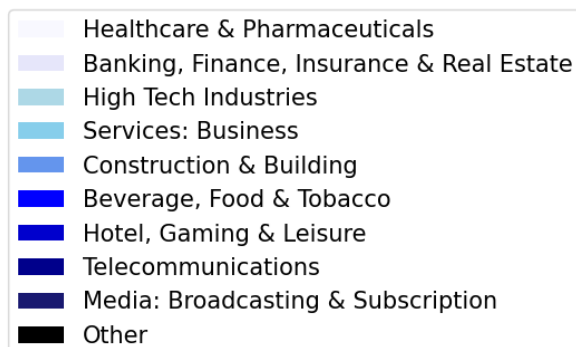 Healthcare & Pharmaceuticals
Banking, Finance, Insurance & Real Estate
High Tech Industries
Services: Business
Construction & Building
Beverage, Food & Tobacco
Hotel, Gaming & Leisure
Telecommunications
Media: Broadcasting & Subscription
Other